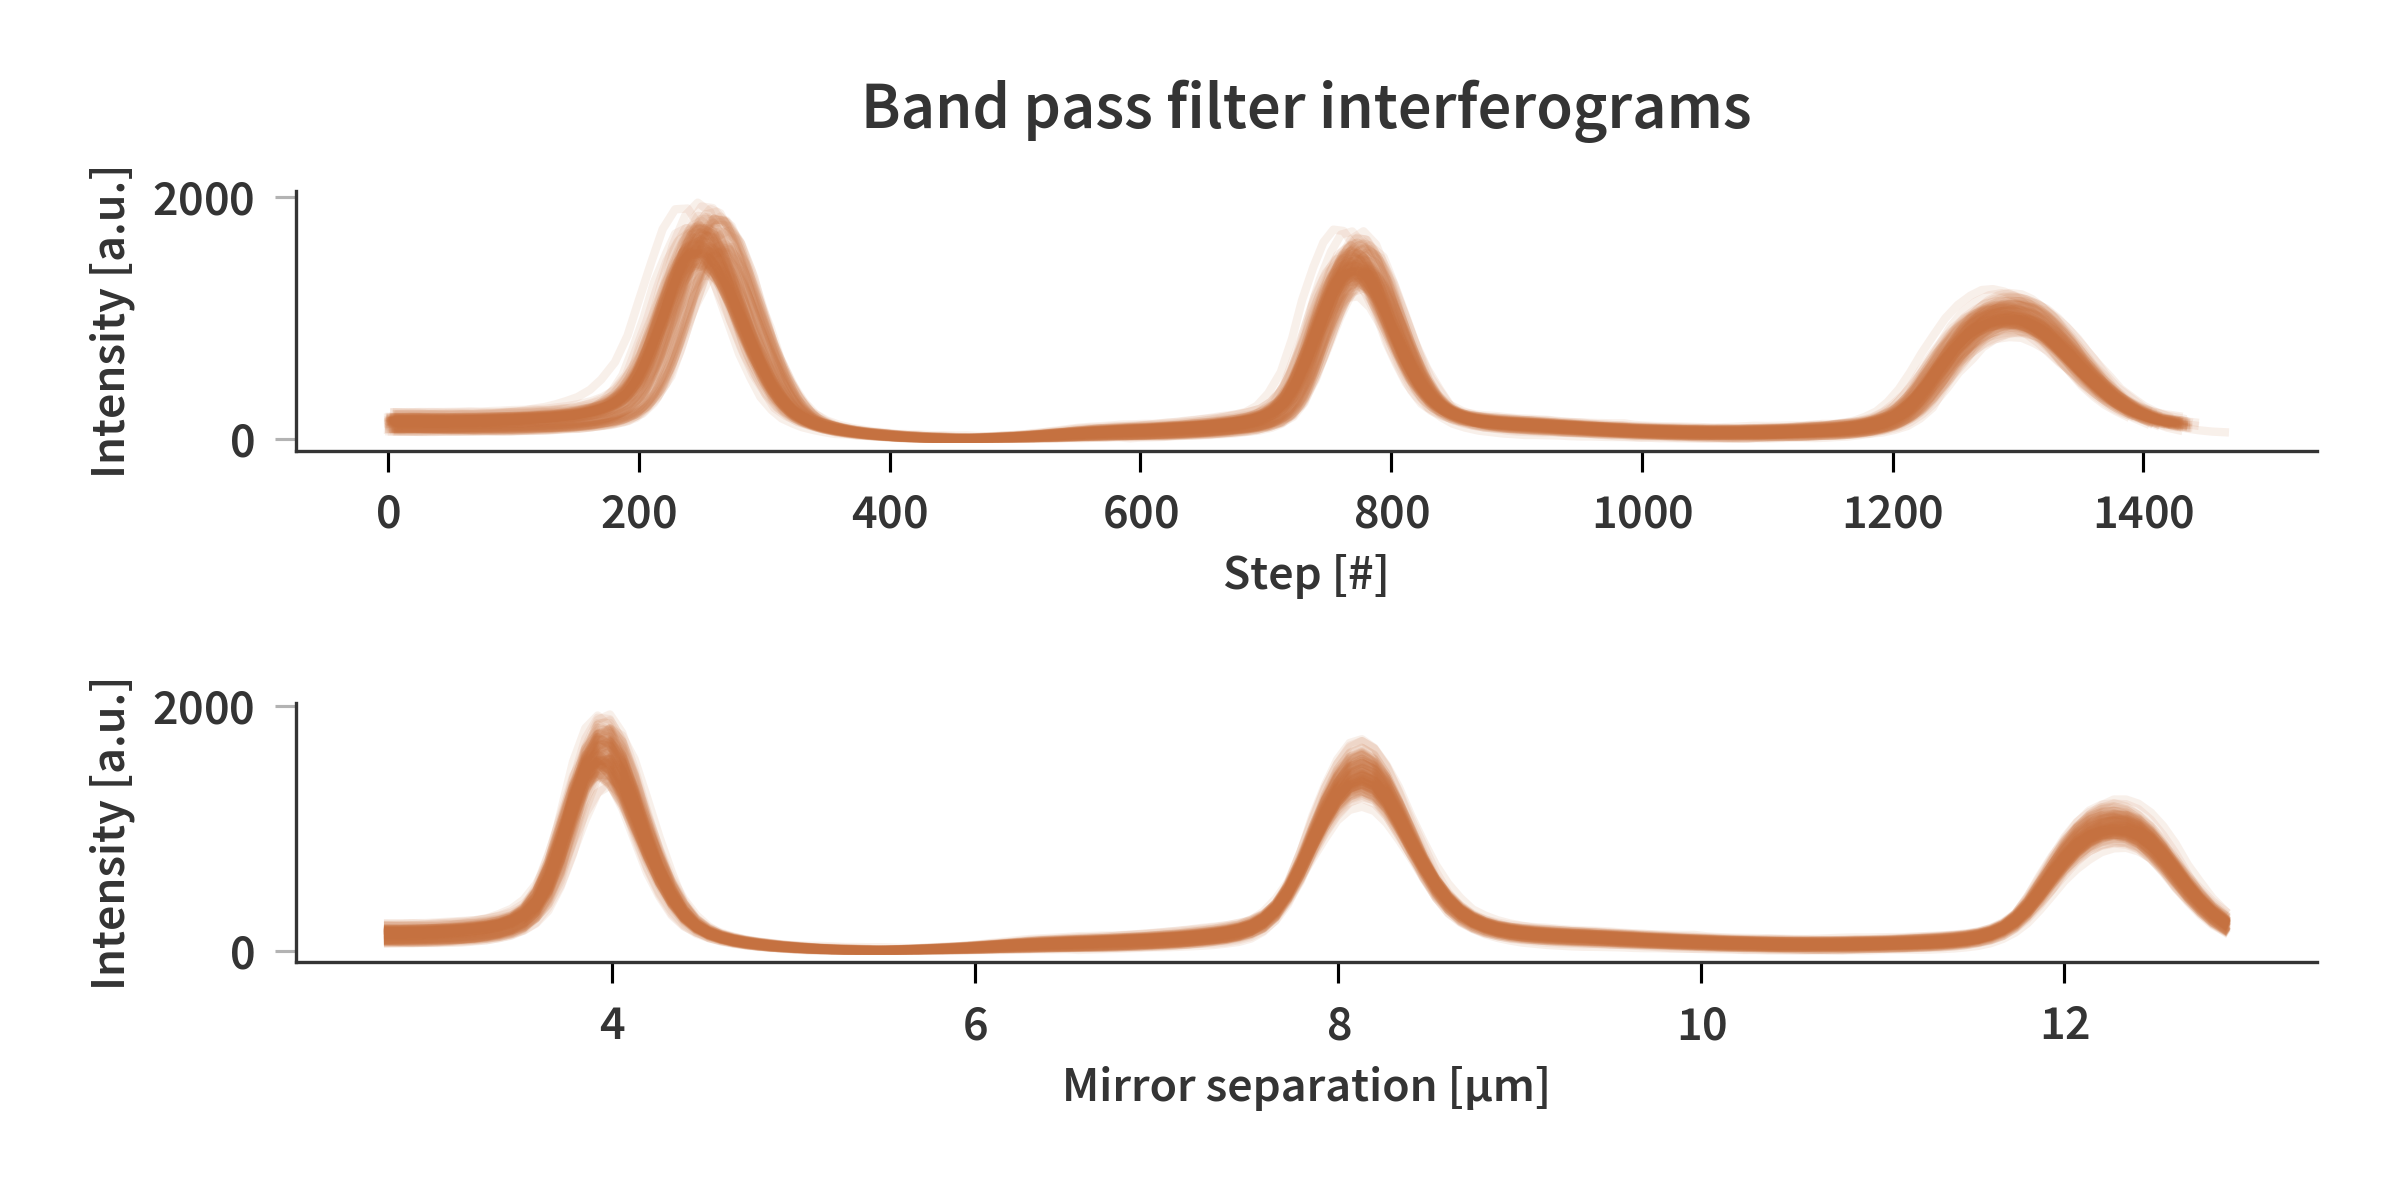 Band pass filter interferograms
Intensity [a.u.]
2000
0
0 200 400 600 800 1000 1200 1400
Step [#]
Intensity [a.u.]
2000
0
4 6 8 10 12
Mirror separation [µm]